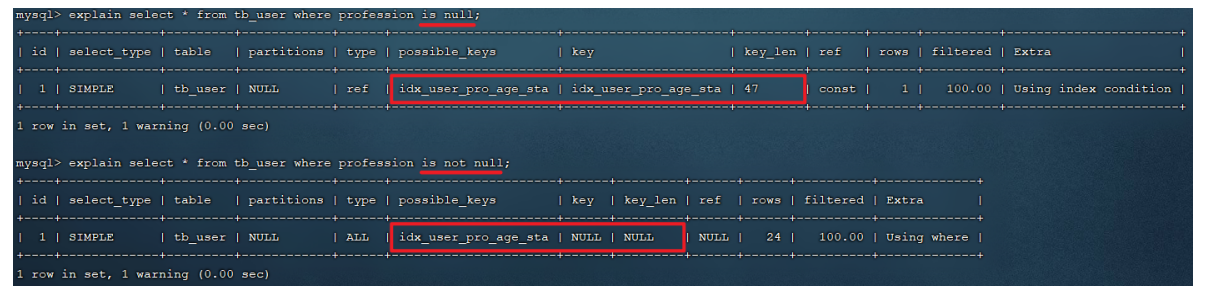 mysql> explain select * from tb_user where profession is null;
+----+-------------+---------+------------+------+----------------------+----------------------+---------+-------+------+----------+-----------------------+
| id | select_type | table   | partitions | type | possible_keys        | key                  | key_len | ref   | rows | filtered | Extra                 |
+----+-------------+---------+------------+------+----------------------+----------------------+---------+-------+------+----------+-----------------------+
|  1 | SIMPLE      | tb_user | NULL       | ref  | idx_user_pro_age_sta | idx_user_pro_age_sta | 47      | const |    1 |   100.00 | Using index condition |
+----+-------------+---------+------------+------+----------------------+----------------------+---------+-------+------+----------+-----------------------+
1 row in set, 1 warning (0.00 sec)
mysql> explain select * from tb_user where profession is not null;
+----+-------------+---------+------------+------+----------------------+------+---------+------+------+----------+-------------+
| id | select_type | table   | partitions | type | possible_keys        | key  | key_len | ref  | rows | filtered | Extra       |
+----+-------------+---------+------------+------+----------------------+------+---------+------+------+----------+-------------+
|  1 | SIMPLE      | tb_user | NULL       | ALL  | idx_user_pro_age_sta | NULL | NULL    | NULL |   24 |   100.00 | Using where |
+----+-------------+---------+------------+------+----------------------+------+---------+------+------+----------+-------------+
1 row in set, 1 warning (0.00 sec)